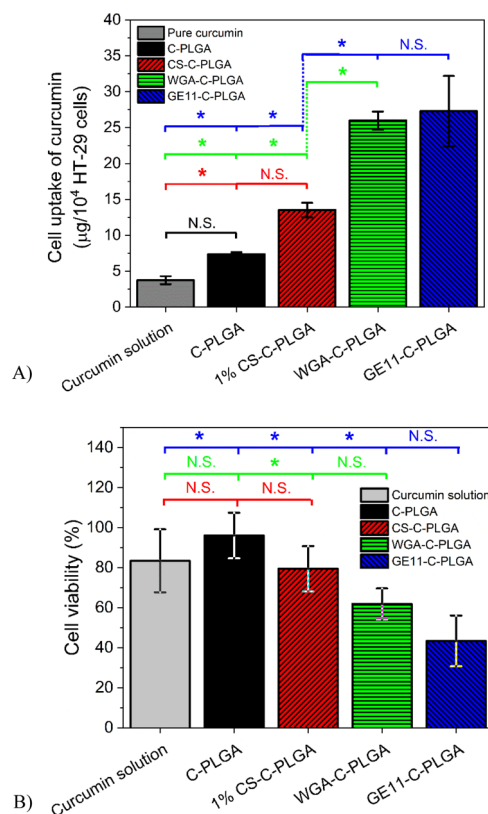 Pure curcumin
C-PLGA
CS-C-PLGA
WGA-C-PLGA
GE11-C-PLGA
* N.S.
*
* * 
* *
* N.S.
N.S.
Cell uptake of curcumin
(µg/10⁴ HT-29 cells)
40
35
30
25
20
15
10
5
0
Curcumin solution
C-PLGA
1% CS-C-PLGA
WGA-C-PLGA
GE11-C-PLGA
A)
* * * N.S.
N.S. * N.S.
N.S. N.S.
Curcumin solution
C-PLGA
CS-C-PLGA
WGA-C-PLGA
GE11-C-PLGA
Cell viability (%)
140
120
100
80
60
40
20
0
Curcumin solution
C-PLGA
1% CS-C-PLGA
WGA-C-PLGA
GE11-C-PLGA
B)